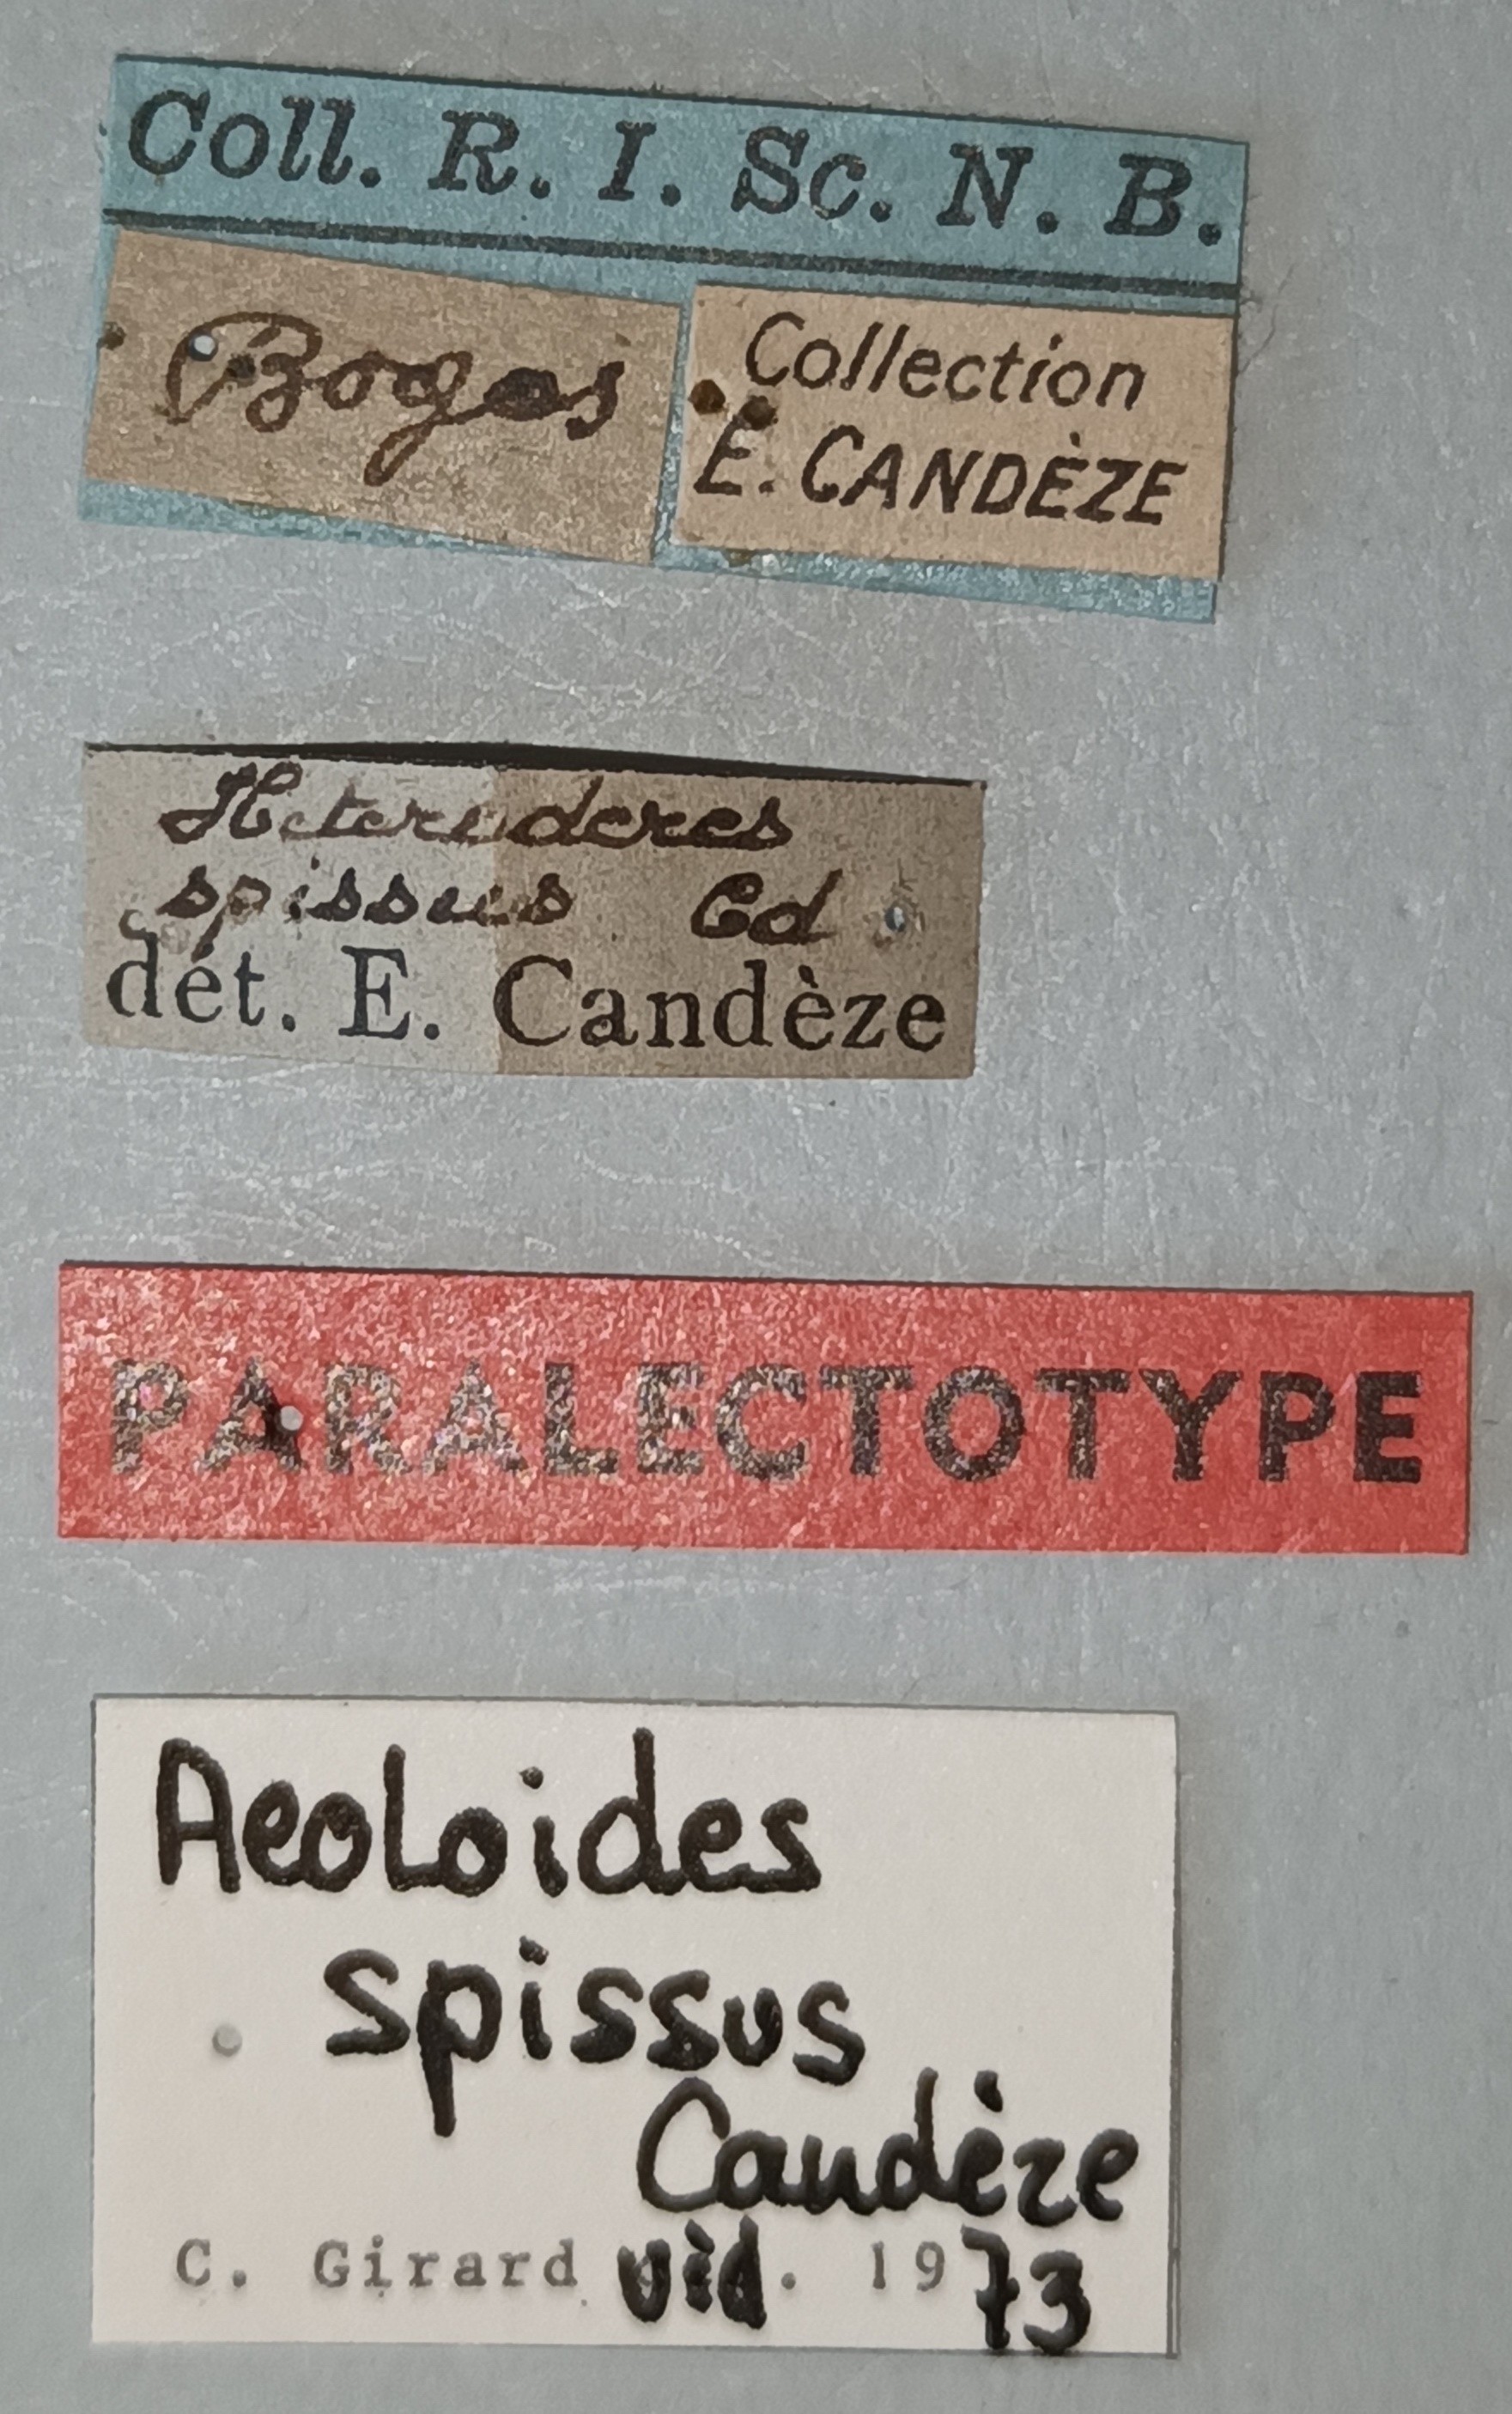 Coll. R. I. Sc. N. B.
Bogos
Collection
E. CANDÈZE
Heteroderes
spissus Cd
dét. E. Candèze
PARALECTOTYPE
Aeoloides
spissus
Candèze
C. Girard vid. 1973